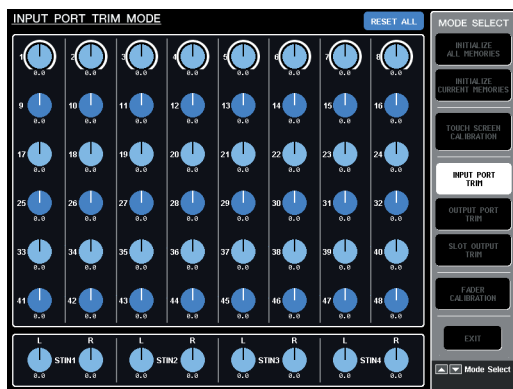 INPUT PORT TRIM MODE RESET ALL
1 2 3 4 5 6 7 8
0.0 0.0 0.0 0.0 0.0 0.0 0.0 0.0
9 10 11 12 13 14 15 16
0.0 0.0 0.0 0.0 0.0 0.0 0.0 0.0
17 18 19 20 21 22 23 24
0.0 0.0 0.0 0.0 0.0 0.0 0.0 0.0
25 26 27 28 29 30 31 32
0.0 0.0 0.0 0.0 0.0 0.0 0.0 0.0
33 34 35 36 37 38 39 40
0.0 0.0 0.0 0.0 0.0 0.0 0.0 0.0
41 42 43 44 45 46 47 48
0.0 0.0 0.0 0.0 0.0 0.0 0.0 0.0
L R L R L R L R
STIN1 STIN2 STIN3 STIN4
0.0 0.0 0.0 0.0 0.0 0.0 0.0 0.0
MODE SELECT
INITIALIZE
ALL MEMORIES
INITIALIZE
CURRENT MEMORIES
TOUCH SCREEN
CALIBRATION
INPUT PORT
TRIM
OUTPUT PORT
TRIM
SLOT OUTPUT
TRIM
FADER
CALIBRATION
EXIT
Mode Select